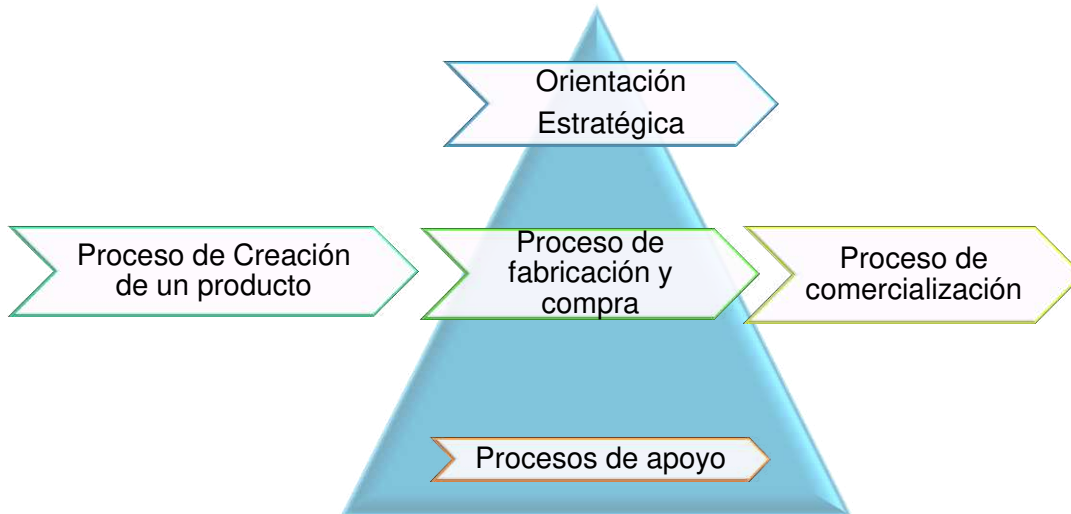 Orientación
Estratégica
Proceso de Creación
de un producto
Proceso de
fabricación y
compra
Proceso de
comercialización
Procesos de apoyo